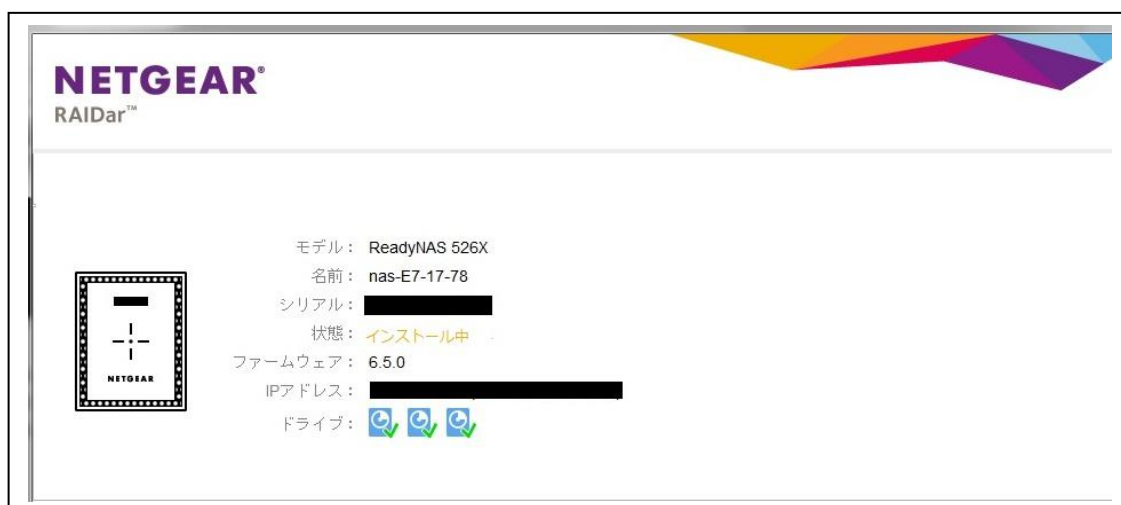 NETGEAR®
RAIDar™
モデル： ReadyNAS 526X
名前： nas-E7-17-78
シリアル：
状態： インストール中
ファームウェア： 6.5.0
IPアドレス：
ドライブ：
NETGEAR